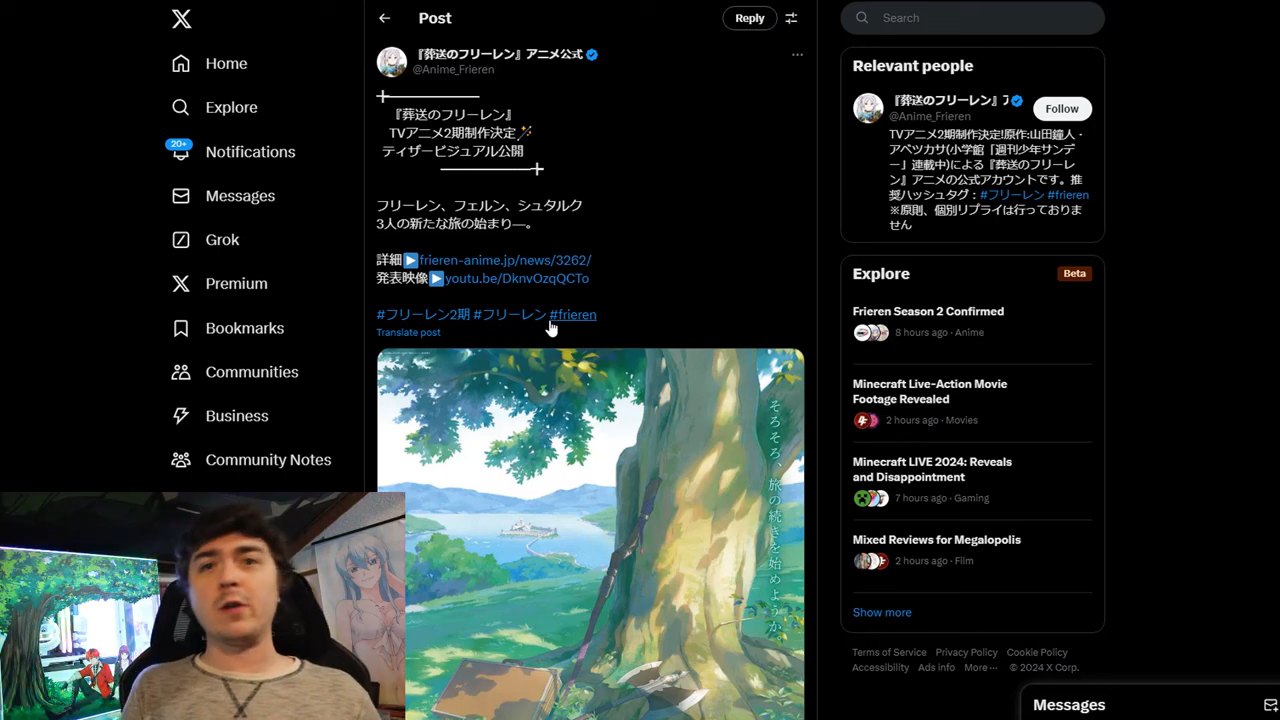 Home
Explore
20+
Notifications
Messages
Grok
Premium
Bookmarks
Communities
Business
Community Notes
Post
Reply
『葬送のフリーレン』アニメ公式
@Anime_Frieren
『葬送のフリーレン』
TVアニメ2期制作決定🪄
ティザービジュアル公開
フリーレン、フェルン、シュタルク
3人の新たな旅の始まり―。
詳細▶️frieren-anime.jp/news/3262/
発表映像▶️youtu.be/DknvOzqQCTo
#フリーレン2期 #フリーレン #frieren
Translate post
そろそろ、旅の続きを始めようか。
Search
Relevant people
『葬送のフリーレン』ア
@Anime_Frieren
Follow
TVアニメ2期制作決定!原作:山田鐘人・
アベツカサ(小学館「週刊少年サンデ
ー」連載中)による『葬送のフリーレ
ン』アニメの公式アカウントです。推
奨ハッシュタグ：#フリーレン #frieren
※原則、個別リプライは行っておりま
せん
Explore
Beta
Frieren Season 2 Confirmed
8 hours ago · Anime
Minecraft Live-Action Movie
Footage Revealed
2 hours ago · Movies
Minecraft LIVE 2024: Reveals
and Disappointment
7 hours ago · Gaming
Mixed Reviews for Megalopolis
2 hours ago · Film
Show more
Terms of Service Privacy Policy Cookie Policy
Accessibility Ads info More ··· © 2024 X Corp.
Messages